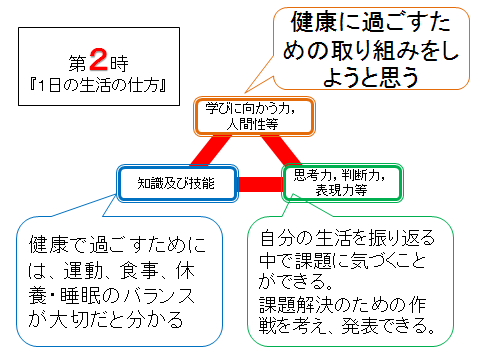 第2時
『1日の生活の仕方』
健康に過ごすた
めの取り組みをし
ようと思う
学びに向かう力，
人間性等
知識及び技能
思考力，判断力，
表現力等
健康で過ごすために
は、運動、食事、休
養・睡眠のバランス
が大切だと分かる
自分の生活を振り返る
中で課題に気づくこと
ができる。
課題解決のための作
戦を考え、発表できる。